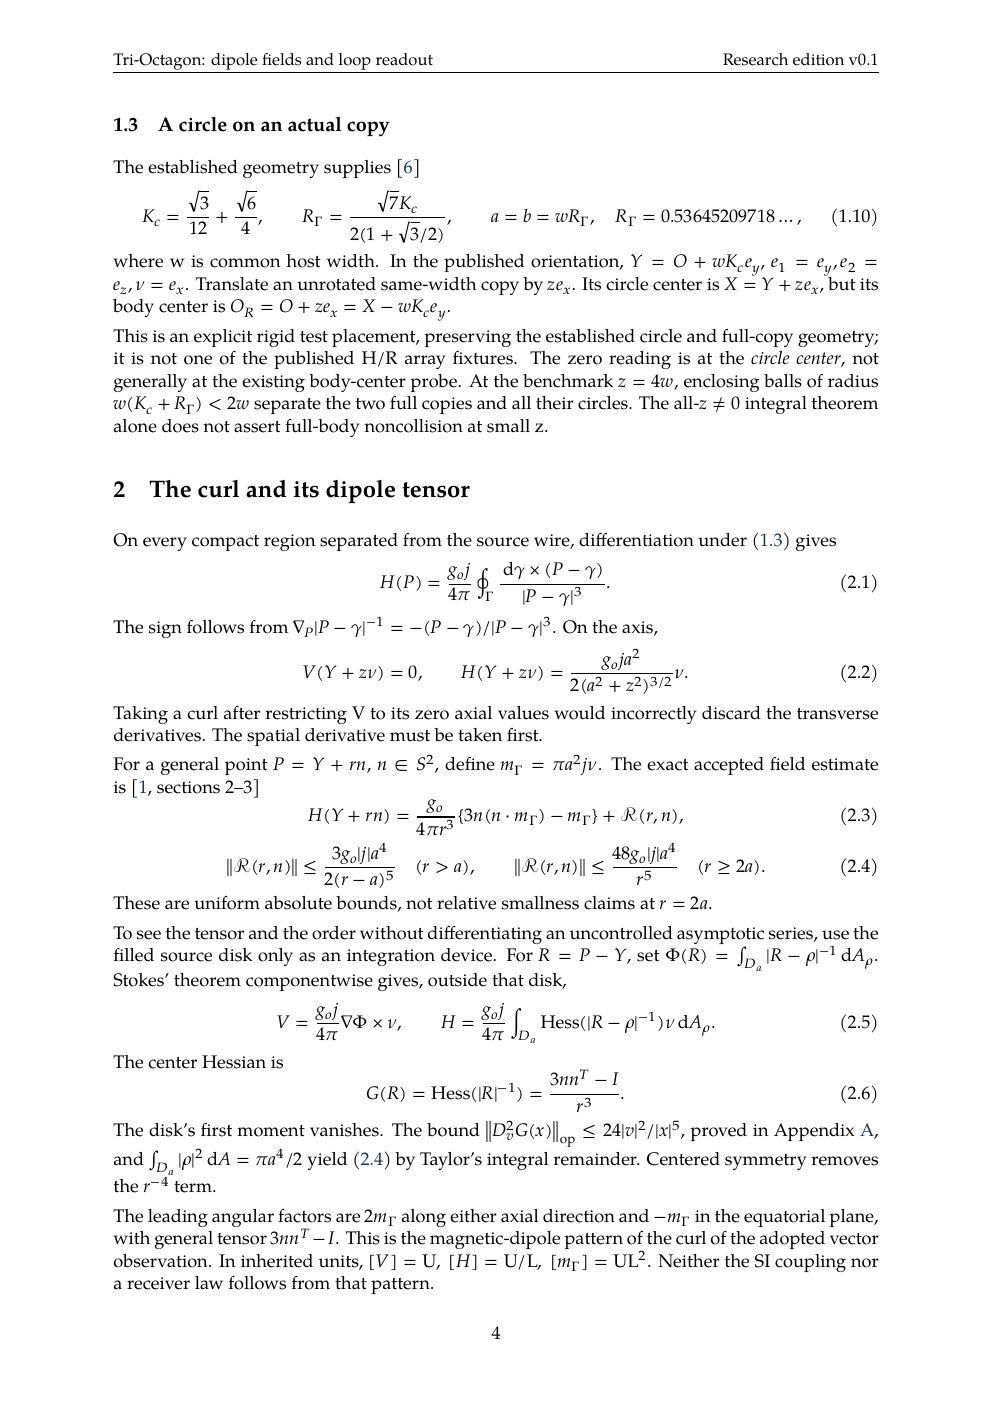 Tri-Octagon: dipole fields and loop readout Research edition v0.1
1.3 A circle on an actual copy
The established geometry supplies [6]
K_c = √3/12 + √6/4, R_Γ = √7K_c / 2(1 + √3/2), a = b = wR_Γ, R_Γ = 0.53645209718 … , (1.10)
where w is common host width. In the published orientation, Y = O + wK_c e_y, e_1 = e_y, e_2 =
e_z, ν = e_x. Translate an unrotated same-width copy by ze_x. Its circle center is X = Y + ze_x, but its
body center is O_R = O + ze_x = X − wK_c e_y.
This is an explicit rigid test placement, preserving the established circle and full-copy geometry;
it is not one of the published H/R array fixtures. The zero reading is at the circle center, not
generally at the existing body-center probe. At the benchmark z = 4w, enclosing balls of radius
w(K_c + R_Γ) < 2w separate the two full copies and all their circles. The all-z ≠ 0 integral theorem
alone does not assert full-body noncollision at small z.
2 The curl and its dipole tensor
On every compact region separated from the source wire, differentiation under (1.3) gives
H(P) = g_o j/4π ∮_Γ dγ × (P − γ) / |P − γ|³. (2.1)
The sign follows from ∇_P|P − γ|⁻¹ = −(P − γ)/|P − γ|³. On the axis,
V(Y + zν) = 0, H(Y + zν) = g_o ja² / 2(a² + z²)^{3/2} ν. (2.2)
Taking a curl after restricting V to its zero axial values would incorrectly discard the transverse
derivatives. The spatial derivative must be taken first.
For a general point P = Y + rn, n ∈ S², define m_Γ = πa²jν. The exact accepted field estimate
is [1, sections 2–3]
H(Y + rn) = g_o/4πr³ {3n(n · m_Γ) − m_Γ} + ℛ(r, n), (2.3)
‖ℛ(r, n)‖ ≤ 3g_o|j|a⁴ / 2(r − a)⁵ (r > a), ‖ℛ(r, n)‖ ≤ 48g_o|j|a⁴ / r⁵ (r ≥ 2a). (2.4)
These are uniform absolute bounds, not relative smallness claims at r = 2a.
To see the tensor and the order without differentiating an uncontrolled asymptotic series, use the
filled source disk only as an integration device. For R = P − Y, set Φ(R) = ∫_{D_a} |R − ρ|⁻¹ dA_ρ.
Stokes’ theorem componentwise gives, outside that disk,
V = g_o j/4π ∇Φ × ν, H = g_o j/4π ∫_{D_a} Hess(|R − ρ|⁻¹)ν dA_ρ. (2.5)
The center Hessian is
G(R) = Hess(|R|⁻¹) = 3nn^T − I / r³. (2.6)
The disk’s first moment vanishes. The bound ‖D²_v G(x)‖_op ≤ 24|v|²/|x|⁵, proved in Appendix A,
and ∫_{D_a} |ρ|² dA = πa⁴/2 yield (2.4) by Taylor’s integral remainder. Centered symmetry removes
the r⁻⁴ term.
The leading angular factors are 2m_Γ along either axial direction and −m_Γ in the equatorial plane,
with general tensor 3nn^T − I. This is the magnetic-dipole pattern of the curl of the adopted vector
observation. In inherited units, [V] = U, [H] = U/L, [m_Γ] = UL². Neither the SI coupling nor
a receiver law follows from that pattern.
4